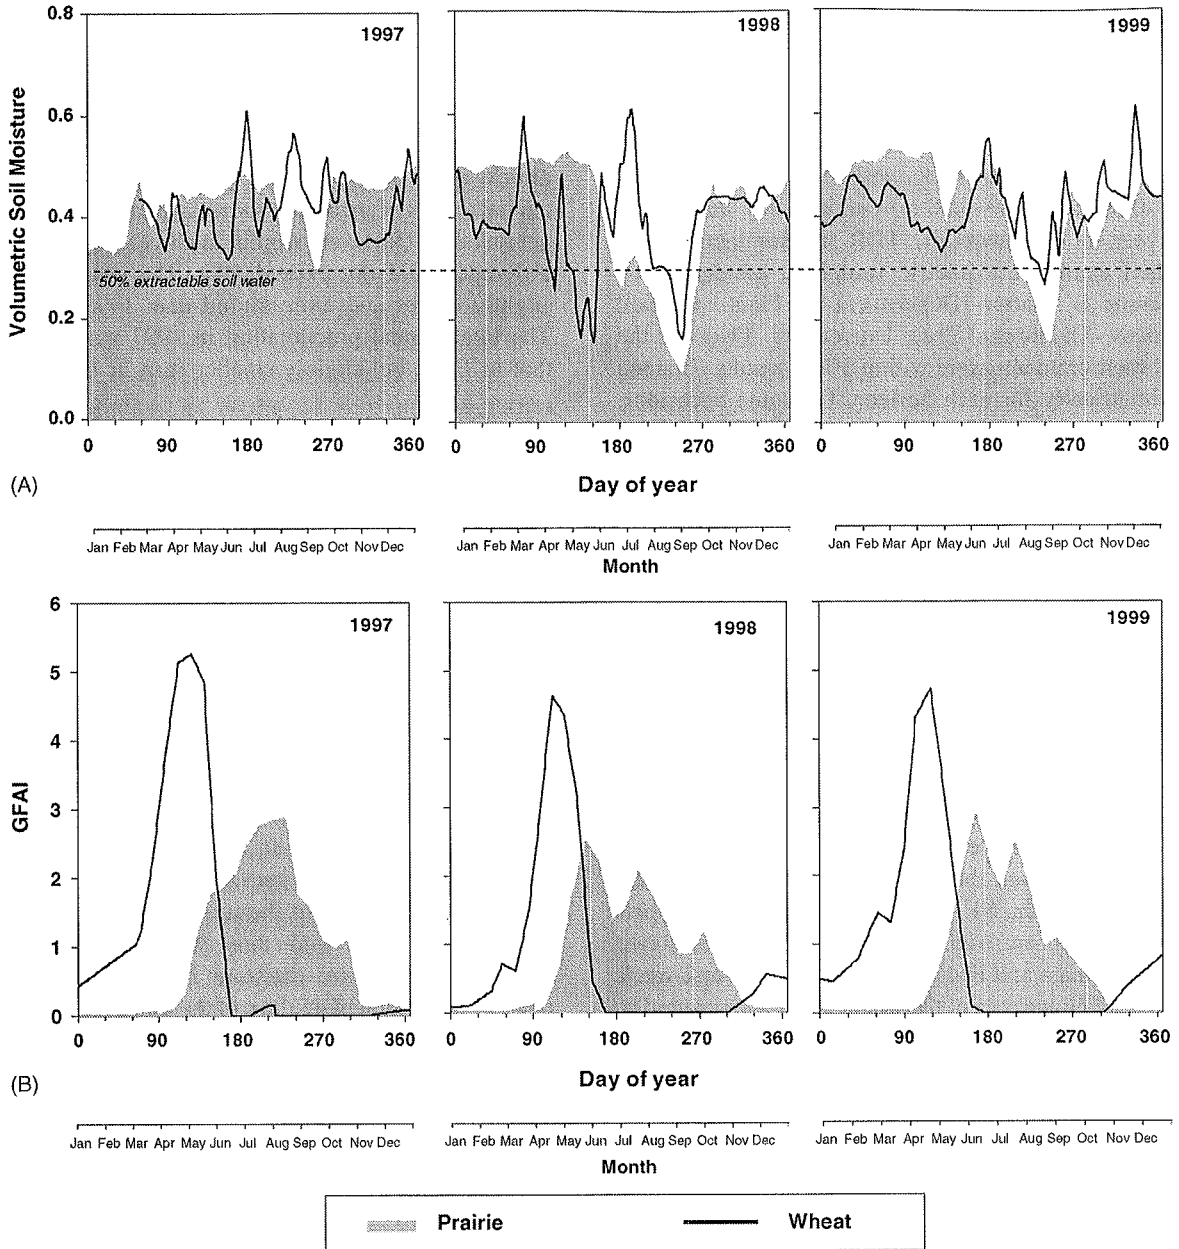 0.8
0.6
0.4
0.2
0.0
Volumetric Soil Moisture
1997
1998
1999
50% extractable soil water
0 90 180 270 360
0 90 180 270 360
0 90 180 270 360
(A)
Day of year
Jan Feb Mar Apr May Jun Jul Aug Sep Oct Nov Dec
Jan Feb Mar Apr May Jun Jul Aug Sep Oct Nov Dec
Jan Feb Mar Apr May Jun Jul Aug Sep Oct Nov Dec
Month
6
5
4
3
2
1
0
GFAI
1997
1998
1999
0 90 180 270 360
0 90 180 270 360
0 90 180 270 360
(B)
Day of year
Jan Feb Mar Apr May Jun Jul Aug Sep Oct Nov Dec
Jan Feb Mar Apr May Jun Jul Aug Sep Oct Nov Dec
Jan Feb Mar Apr May Jun Jul Aug Sep Oct Nov Dec
Month
Prairie
Wheat